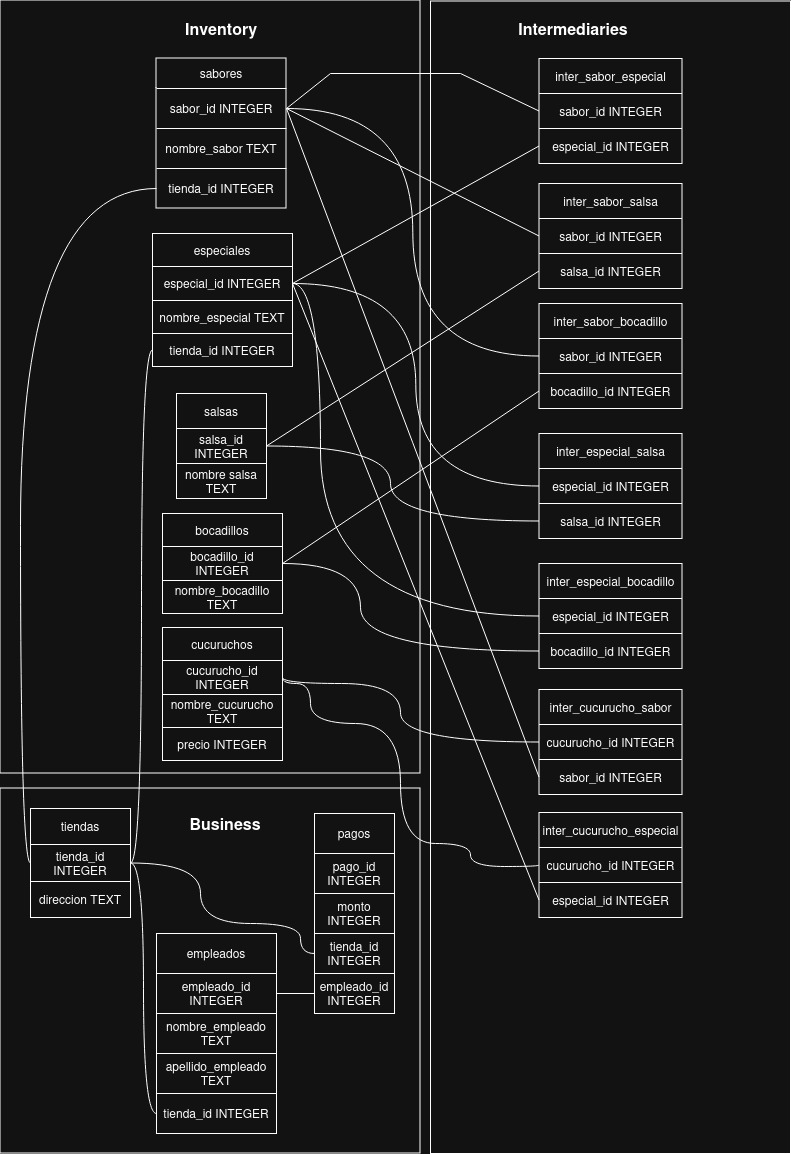 Inventory
sabores
sabor_id INTEGER
nombre_sabor TEXT
tienda_id INTEGER
especiales
especial_id INTEGER
nombre_especial TEXT
tienda_id INTEGER
salsas
salsa_id
INTEGER
nombre salsa
TEXT
bocadillos
bocadillo_id
INTEGER
nombre_bocadillo
TEXT
cucuruchos
cucurucho_id
INTEGER
nombre_cucurucho
TEXT
precio INTEGER
Business
tiendas
tienda_id
INTEGER
direccion TEXT
pagos
pago_id
INTEGER
monto
INTEGER
tienda_id
INTEGER
empleado_id
INTEGER
empleados
empleado_id
INTEGER
nombre_empleado
TEXT
apellido_empleado
TEXT
tienda_id INTEGER
Intermediaries
inter_sabor_especial
sabor_id INTEGER
especial_id INTEGER
inter_sabor_salsa
sabor_id INTEGER
salsa_id INTEGER
inter_sabor_bocadillo
sabor_id INTEGER
bocadillo_id INTEGER
inter_especial_salsa
especial_id INTEGER
salsa_id INTEGER
inter_especial_bocadillo
especial_id INTEGER
bocadillo_id INTEGER
inter_cucurucho_sabor
cucurucho_id INTEGER
sabor_id INTEGER
inter_cucurucho_especial
cucurucho_id INTEGER
especial_id INTEGER